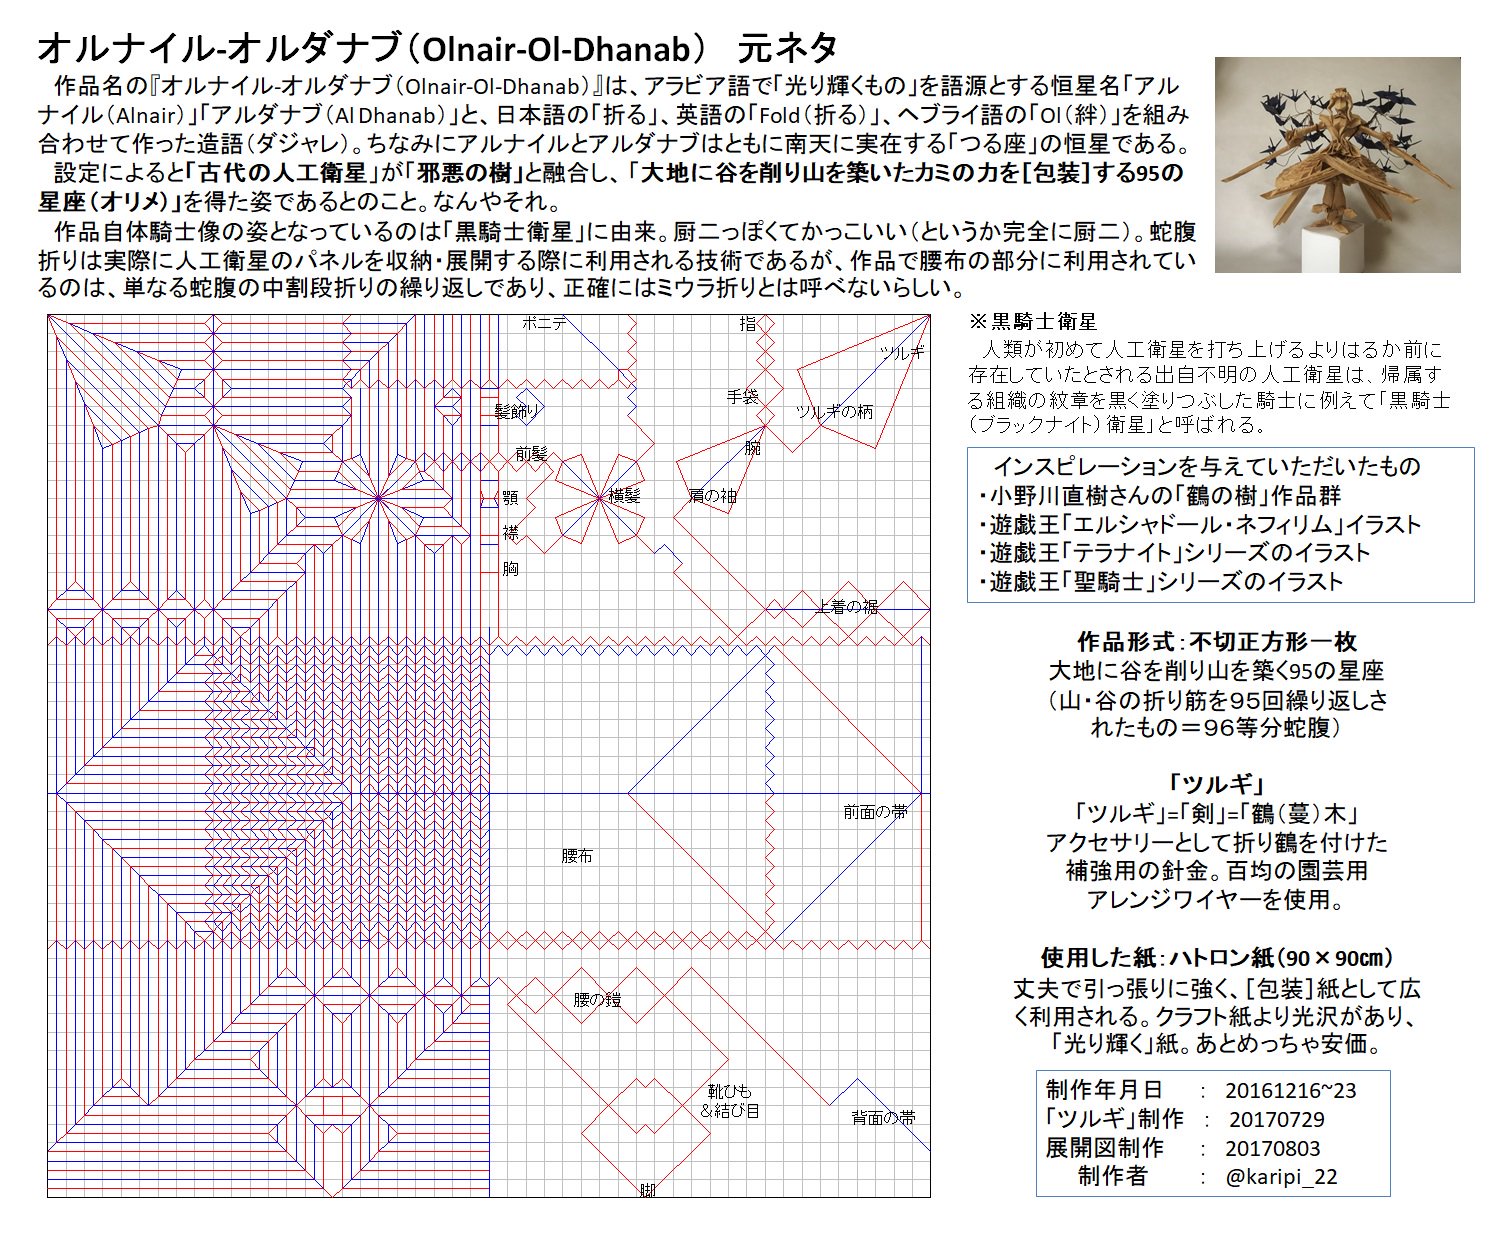 オルナイル-オルダナブ（Olnair-Ol-Dhanab）　元ネタ
作品名の『オルナイル-オルダナブ（Olnair-Ol-Dhanab）』は、アラビア語で「光り輝くもの」を語源とする恒星名「アル
ナイル（Alnair）」「アルダナブ（Al Dhanab）」と、日本語の「折る」、英語の「Fold（折る）」、ヘブライ語の「Ol（絆）」を組み
合わせて作った造語（ダジャレ）。ちなみにアルナイルとアルダナブはともに南天に実在する「つる座」の恒星である。
設定によると「古代の人工衛星」が「邪悪の樹」と融合し、「大地に谷を削り山を築いたカミの力を[包装]する95の
星座（オリメ）」を得た姿であるとのこと。なんやそれ。
作品自体騎士像の姿となっているのは「黒騎士衛星」に由来。厨二っぽくてかっこいい（というか完全に厨二）。蛇腹
折りは実際に人工衛星のパネルを収納・展開する際に利用される技術であるが、作品で腰布の部分に利用されてい
るのは、単なる蛇腹の中割段折りの繰り返しであり、正確にはミウラ折りとは呼べないらしい。
ポニテ
指
ツルギ
髪飾り
手袋
ツルギの柄
前髪
腕
顎
横髪
肩の袖
襟
胸
上着の裾
前面の帯
腰布
腰の鎧
靴ひも
＆結び目
背面の帯
脚
※黒騎士衛星
人類が初めて人工衛星を打ち上げるよりはるか前に
存在していたとされる出自不明の人工衛星は、帰属す
る組織の紋章を黒く塗りつぶした騎士に例えて「黒騎士
（ブラックナイト）衛星」と呼ばれる。
インスピレーションを与えていただいたもの
・小野川直樹さんの「鶴の樹」作品群
・遊戯王「エルシャドール・ネフィリム」イラスト
・遊戯王「テラナイト」シリーズのイラスト
・遊戯王「聖騎士」シリーズのイラスト
作品形式：不切正方形一枚
大地に谷を削り山を築く95の星座
（山・谷の折り筋を９５回繰り返しさ
れたもの＝９６等分蛇腹）
「ツルギ」
「ツルギ」=「剣」=「鶴（蔓）木」
アクセサリーとして折り鶴を付けた
補強用の針金。百均の園芸用
アレンジワイヤーを使用。
使用した紙：ハトロン紙（90×90㎝）
丈夫で引っ張りに強く、[包装]紙として広
く利用される。クラフト紙より光沢があり、
「光り輝く」紙。あとめっちゃ安価。
制作年月日　：　20161216~23
「ツルギ」制作　：　20170729
展開図制作　：　20170803
制作者　：　@karipi_22